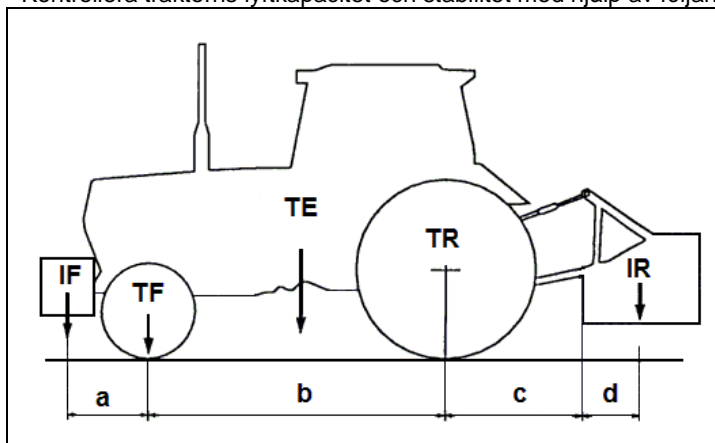 Kontrollera traktorns lyftkapacitet och stabilitet med hjälp av följan
TE
TR
IF
TF
IR
a
b
c
d